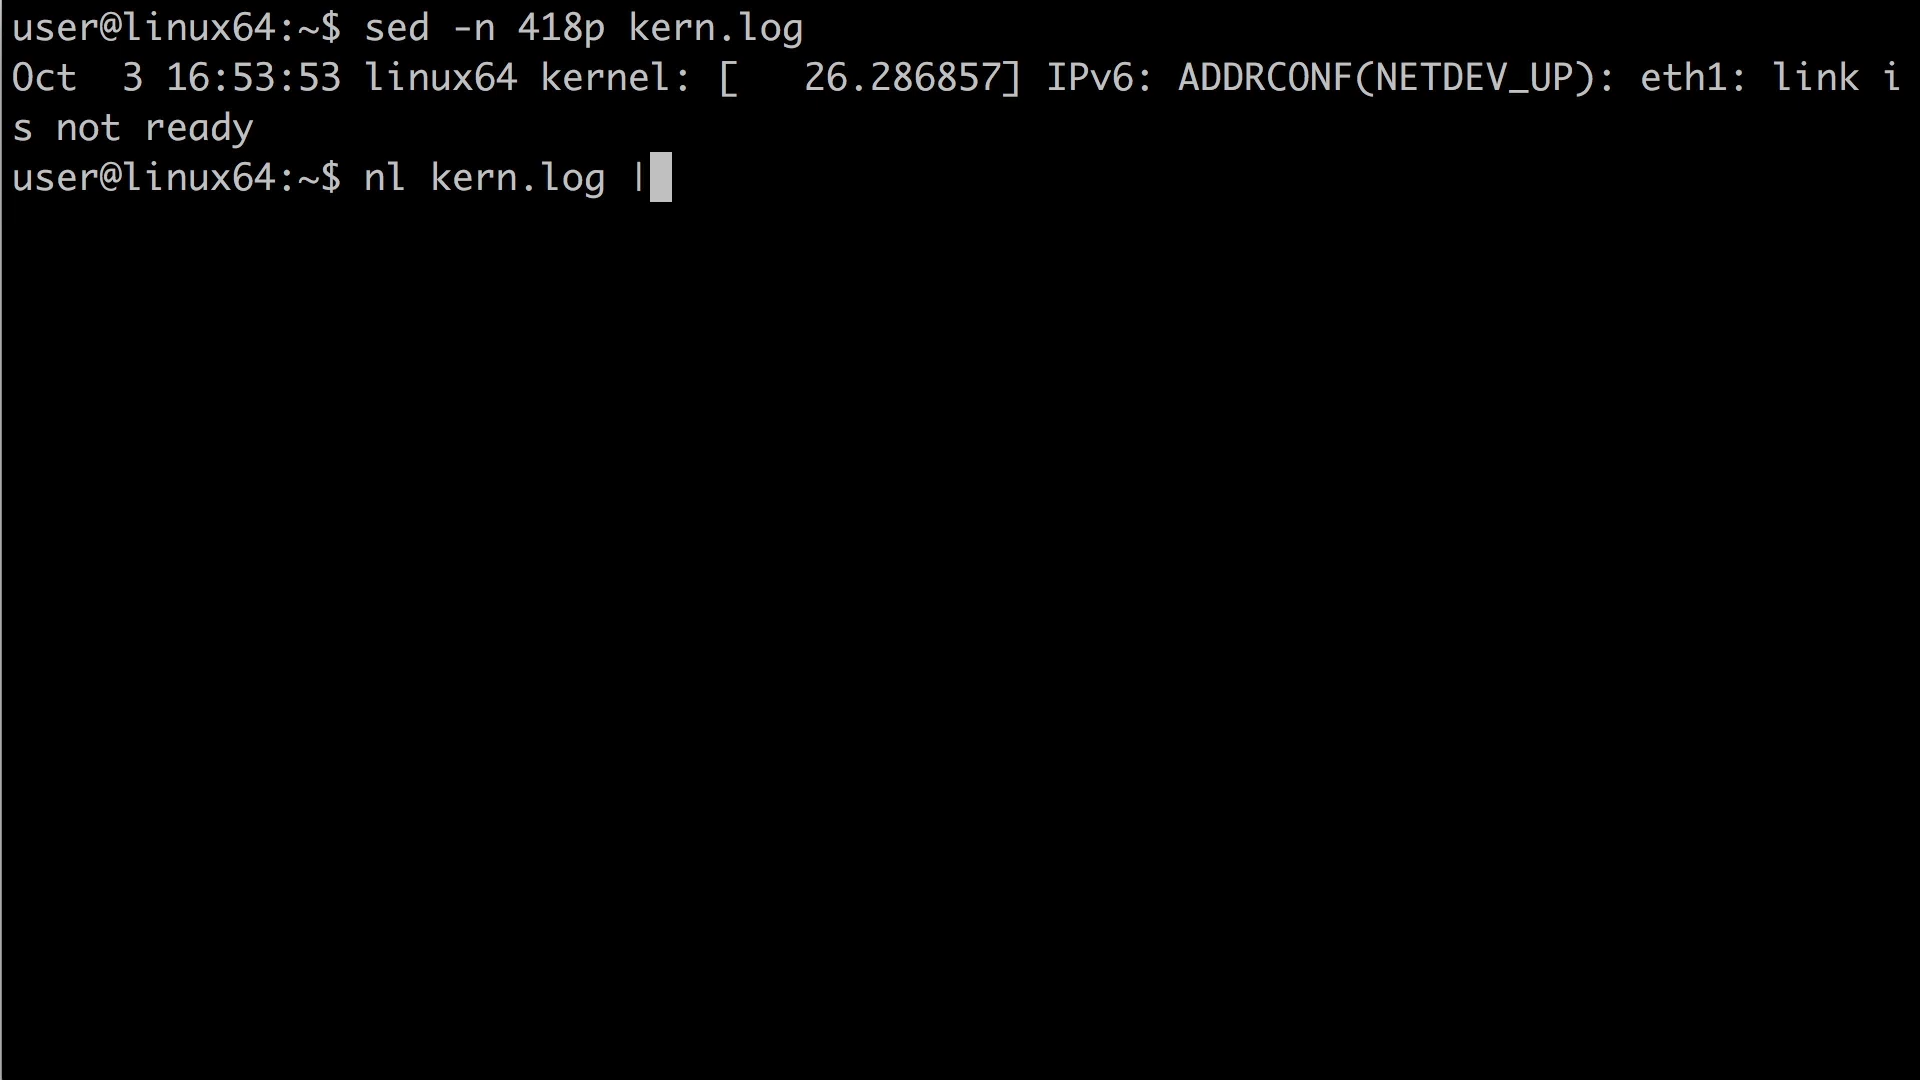 user@linux64:~$ sed -n 418p kern.log
Oct  3 16:53:53 linux64 kernel: [   26.286857] IPv6: ADDRCONF(NETDEV_UP): eth1: link i
s not ready
user@linux64:~$ nl kern.log |